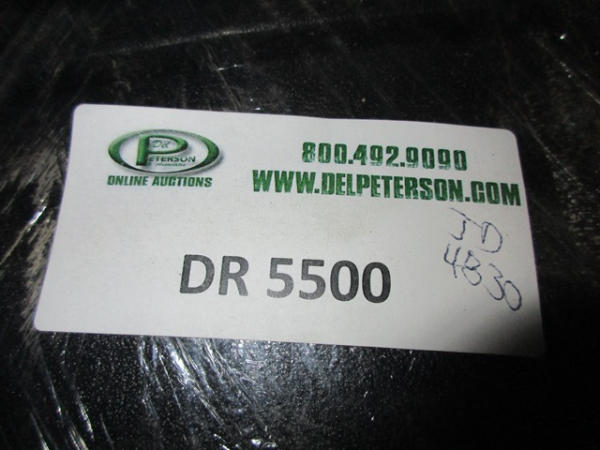 Del
PETERSON
ONLINE AUCTIONS
800.492.9090
WWW.DELPETERSON.COM
DR 5500
JD
4830